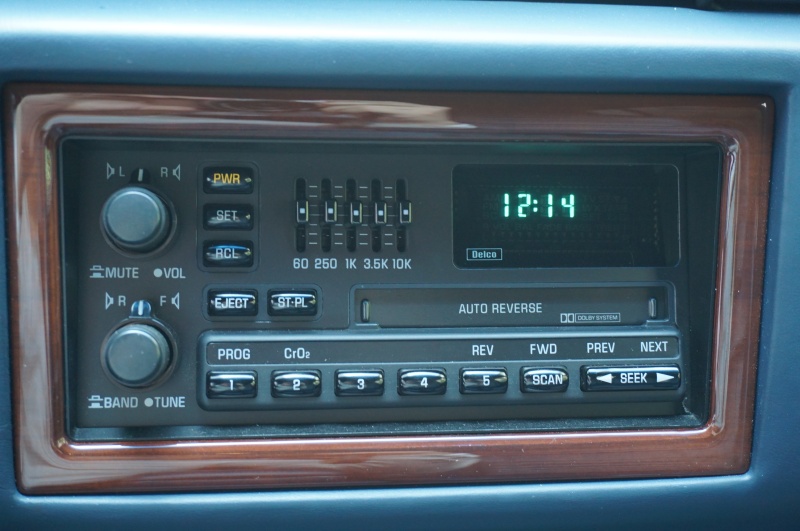 L R
PWR
SET
RCL
12:14
Delco
60 250 1K 3.5K 10K
MUTE VOL
R F
EJECT ST-PL
AUTO REVERSE
DOLBY SYSTEM
PROG CrO₂ REV FWD PREV NEXT
1 2 3 4 5 SCAN SEEK
BAND TUNE